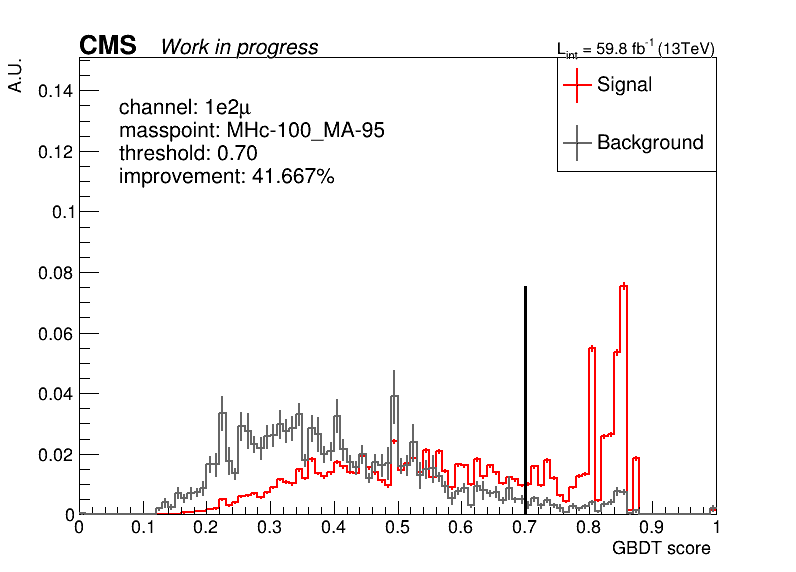 CMS Work in progress
L_int = 59.8 fb^-1 (13TeV)
A.U.
Signal
Background
channel: 1e2μ
masspoint: MHc-100_MA-95
threshold: 0.70
improvement: 41.667%
0.14
0.12
0.1
0.08
0.06
0.04
0.02
0
0 0.1 0.2 0.3 0.4 0.5 0.6 0.7 0.8 0.9 1
GBDT score